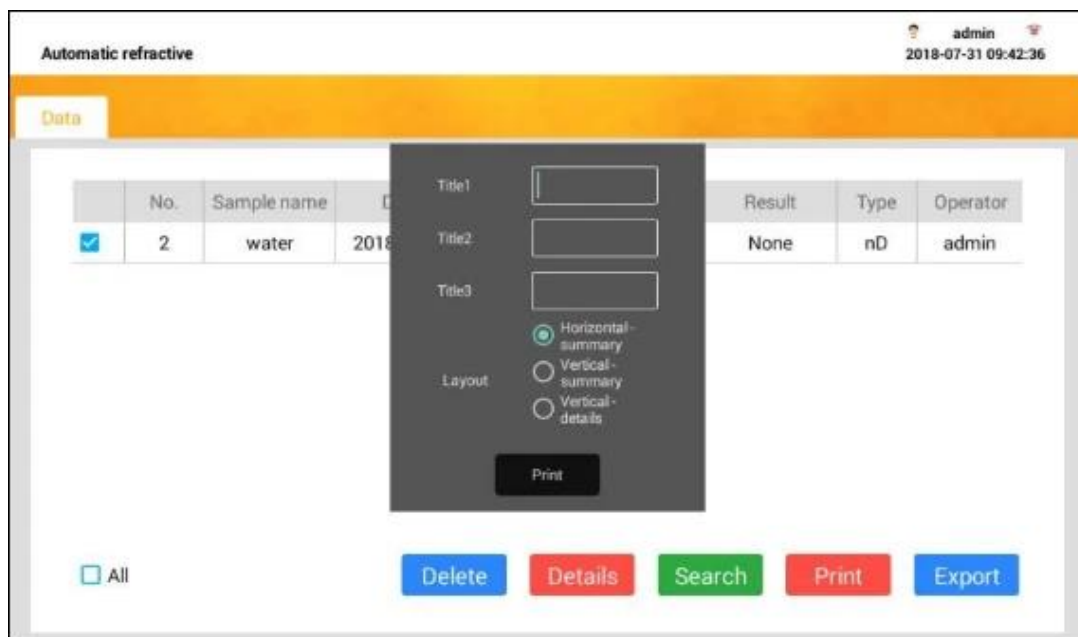 admin
Automatic refractive
2018-07-31 09:42:36
Data
No. Sample name D Result Type Operator
2 water 2018 None nD admin
Title1
Title2
Title3
Layout
Horizontal-
summary
Vertical-
summary
Vertical-
details
Print
All
Delete Details Search Print Export